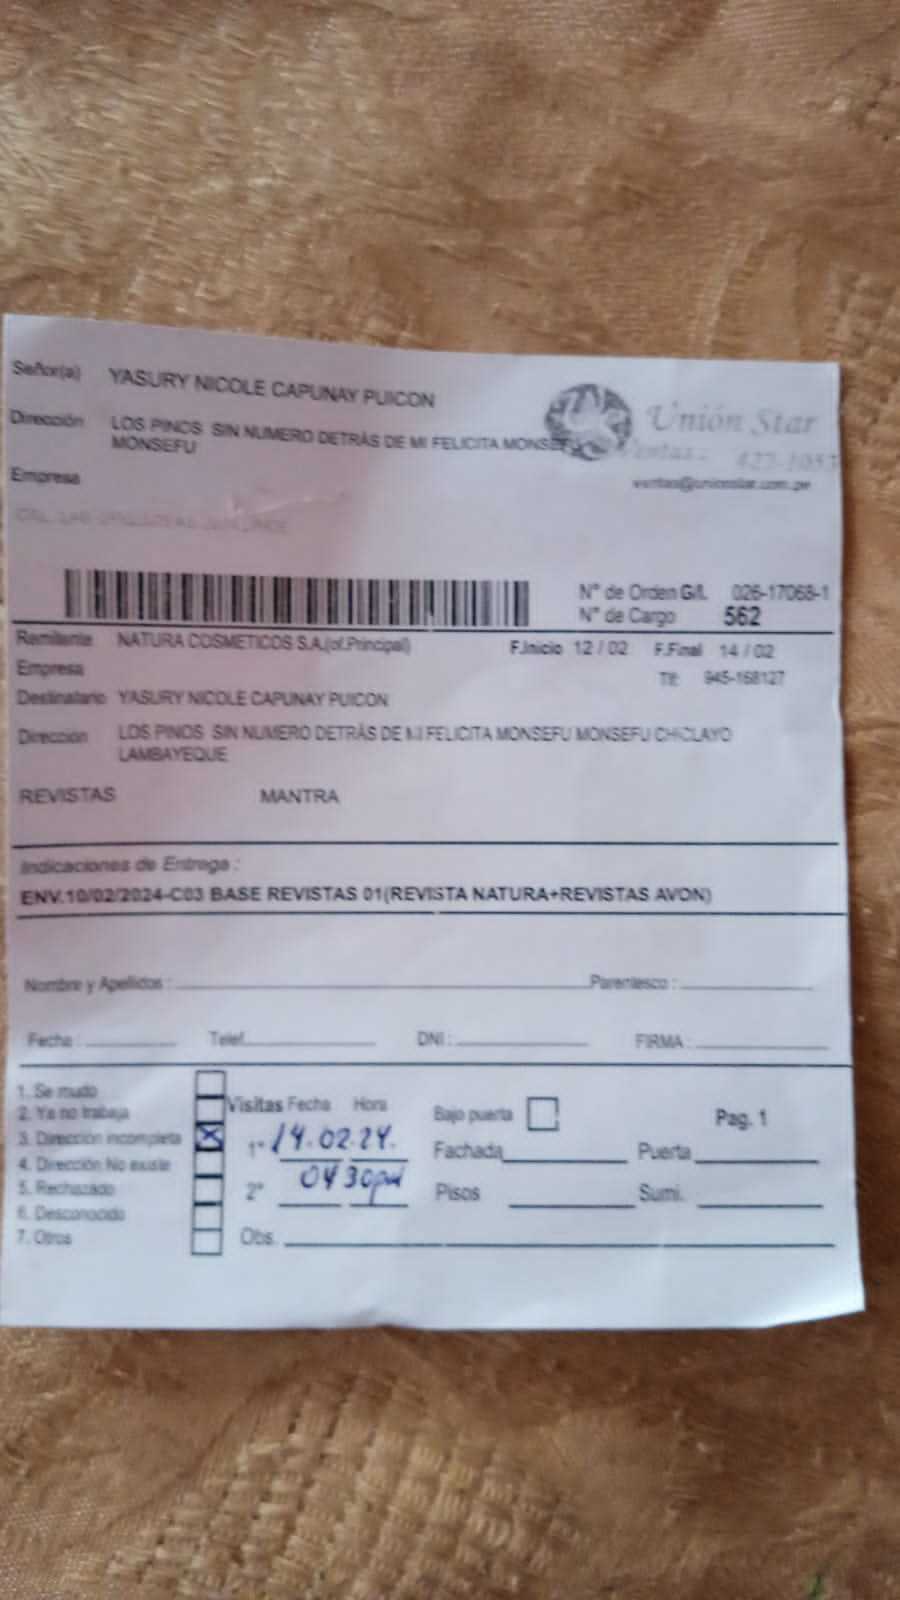 Señor(a) YASURY NICOLE CAPUNAY PUICON
Dirección LOS PINOS SIN NUMERO DETRÁS DE MI FELICITA MONSEFU
MONSEFU
Unión Star
Ventas: 422-1053
ventas@unionstar.com.pe
Empresa
Nº de Orden G/L 026-17068-1
Nº de Cargo 562
Remitente NATURA COSMETICOS S.A.(of.Principal) F.Inicio 12 / 02 F.Final 14 / 02
Empresa Tlf: 945-168127
Destinatario YASURY NICOLE CAPUNAY PUICON
Dirección LOS PINOS SIN NUMERO DETRÁS DE MI FELICITA MONSEFU MONSEFU CHICLAYO
LAMBAYEQUE
REVISTAS MANTRA
Indicaciones de Entrega :
ENV.10/02/2024-C03 BASE REVISTAS 01(REVISTA NATURA+REVISTAS AVON)
Nombre y Apellidos : Parentesco :
Fecha : Telef. DNI : FIRMA :
1. Se mudo
2. Ya no trabaja
3. Dirección incompleta X
4. Dirección No existe
5. Rechazado
6. Desconocido
7. Otros
Visitas Fecha Hora
1º 14.02.24.
2º 04 30pm
Obs.
Bajo puerta Pag. 1
Fachada Puerta
Pisos Sumi.